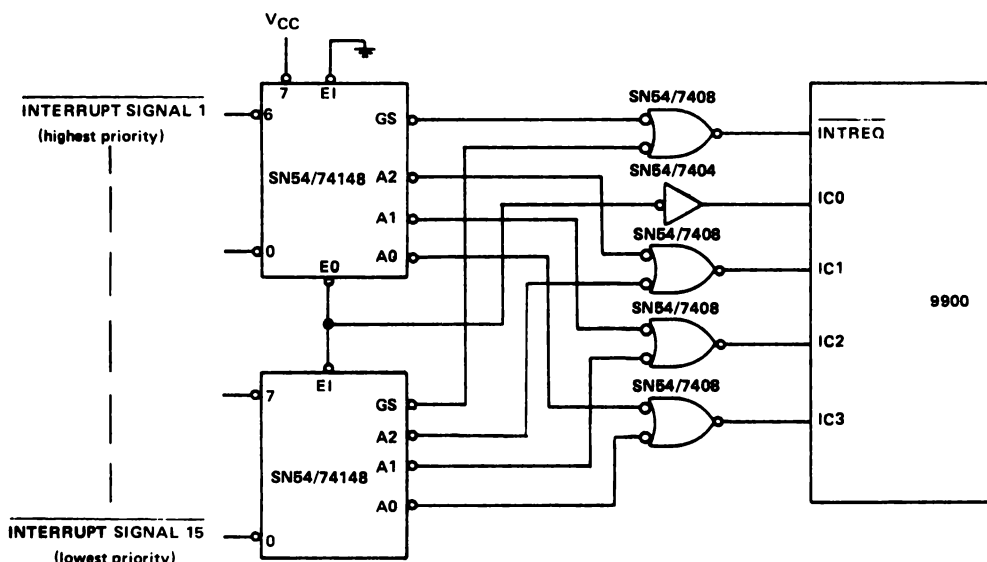 VCC
7 EI
INTERRUPT SIGNAL 1
(highest priority)
6
GS
SN54/74148
A2
A1
A0
0
E0
SN54/7408
INTREQ
SN54/7404
IC0
SN54/7408
IC1
9900
SN54/7408
IC2
SN54/7408
IC3
EI
7
GS
A2
SN54/74148
A1
A0
INTERRUPT SIGNAL 15
0
(lowest priority)